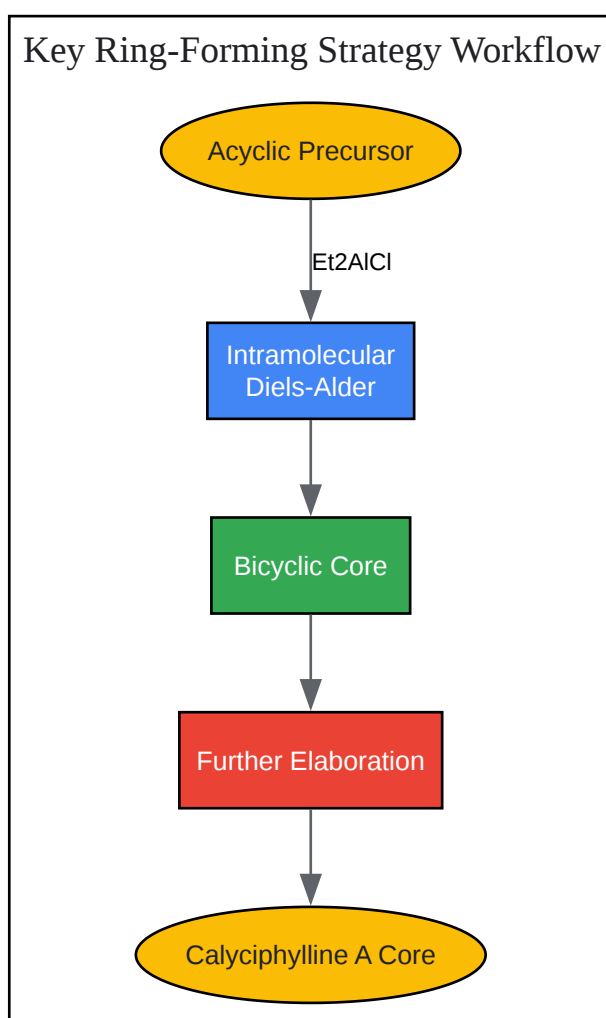 Key Ring-Forming Strategy Workflow
Acyclic Precursor
Et2AlCl
Intramolecular
Diels-Alder
Bicyclic Core
Further Elaboration
Calyciphylline A Core